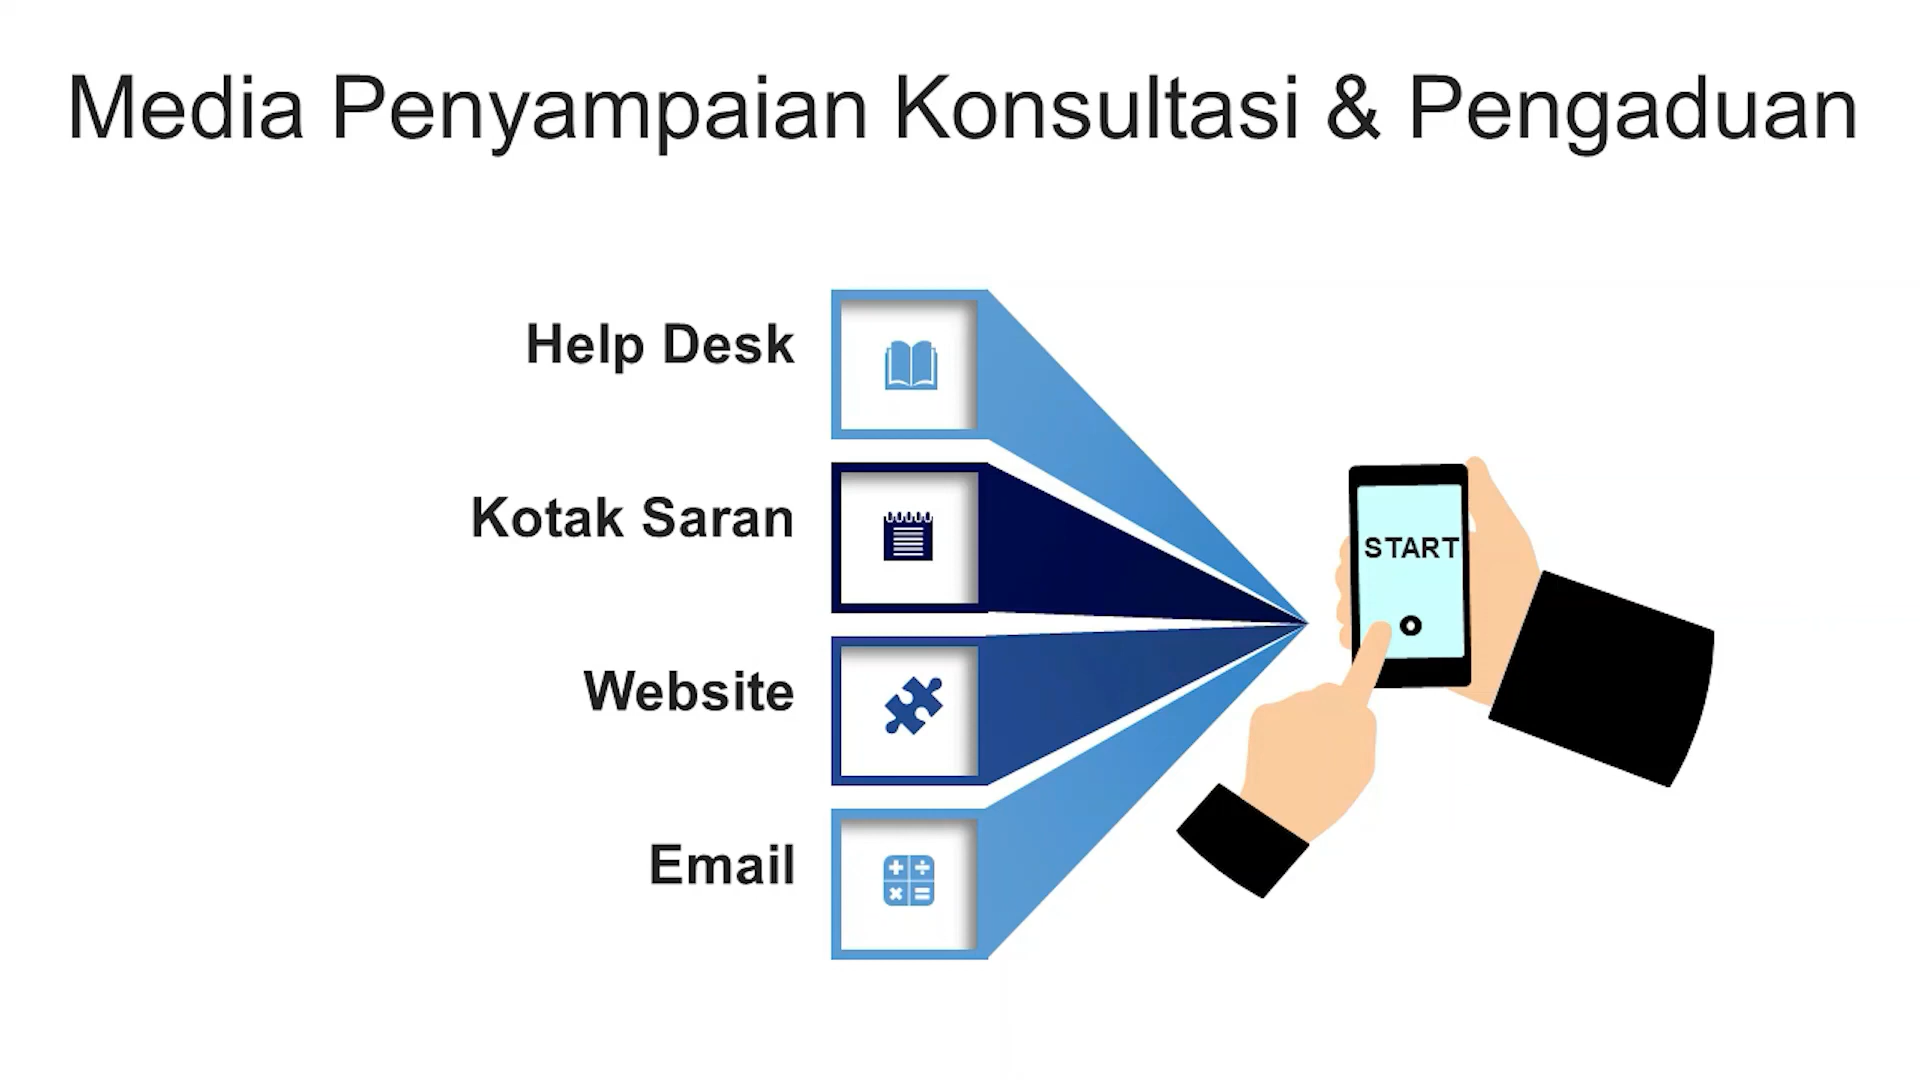 Media Penyampaian Konsultasi & Pengaduan
Help Desk
Kotak Saran
Website
Email
START